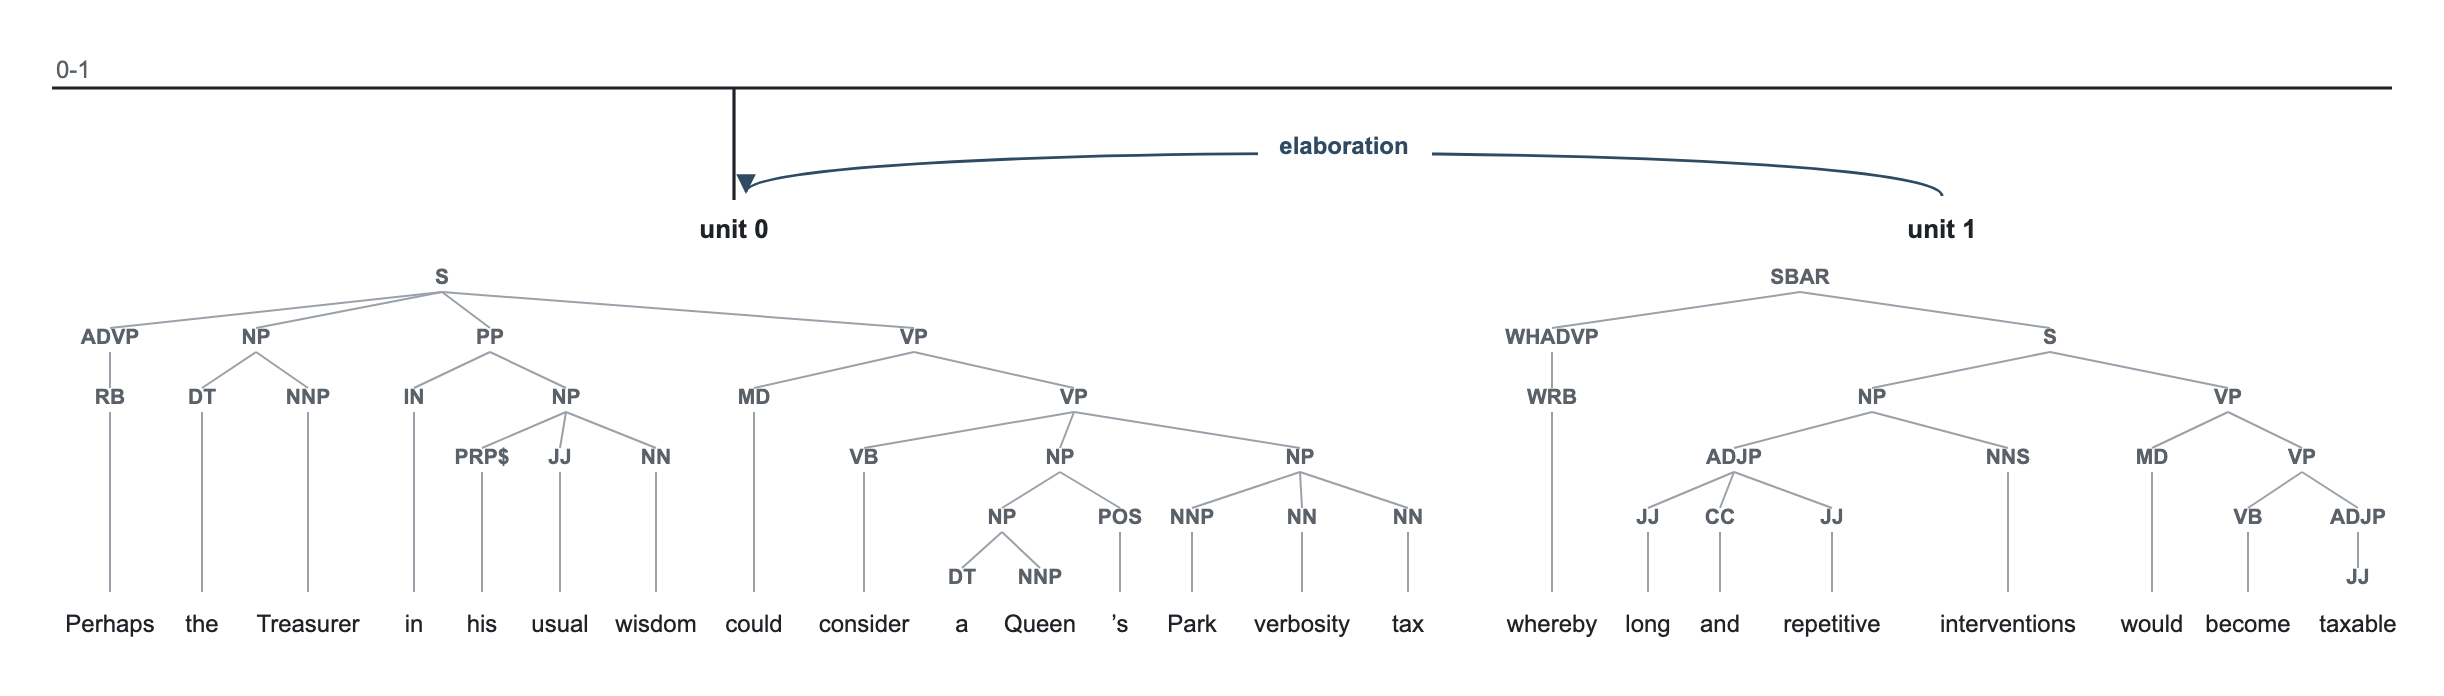 0-1
elaboration
unit 0 unit 1
S SBAR
ADVP NP PP VP WHADVP S
RB DT NNP IN NP MD VP WRB NP VP
PRP$ JJ NN VB NP NP ADJP NNS MD VP
NP POS NNP NN NN JJ CC JJ VB ADJP
DT NNP JJ
Perhaps the Treasurer in his usual wisdom could consider a Queen ’s Park verbosity tax whereby long and repetitive interventions would become taxable